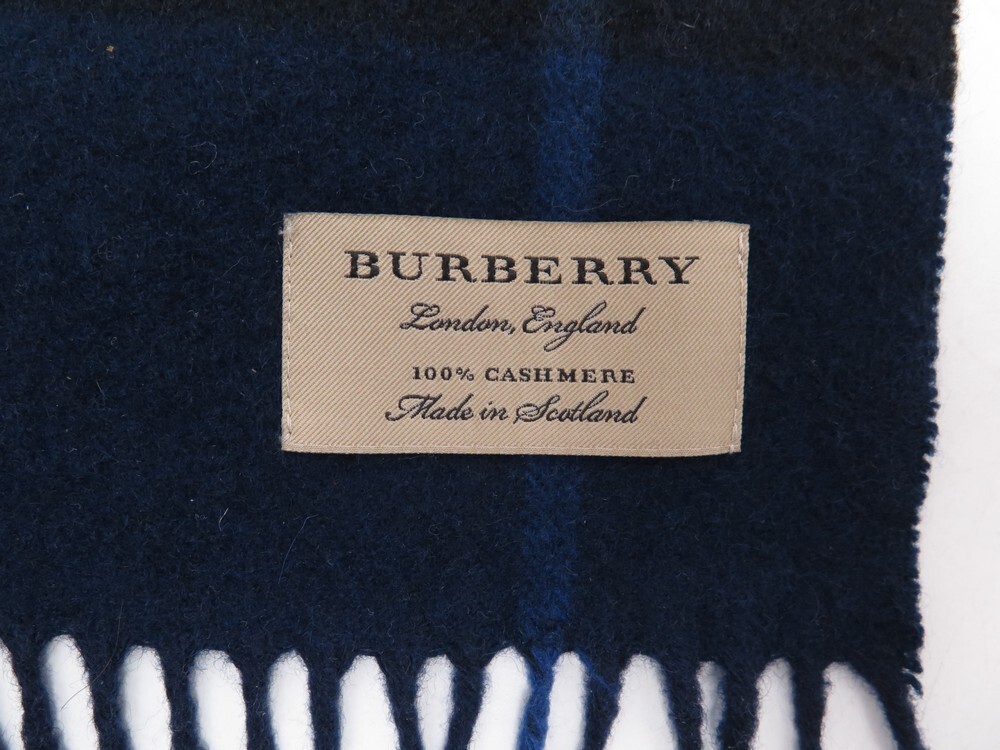 BURBERRY
London, England
100% CASHMERE
Made in Scotland